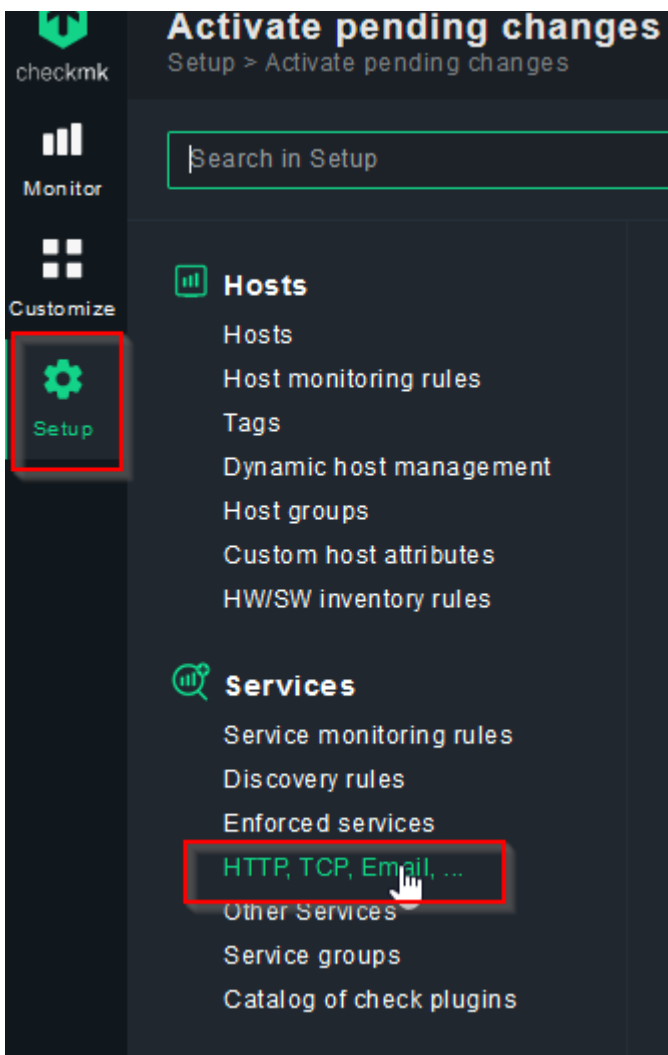 Activate pending changes
checkmk
Setup > Activate pending changes
Search in Setup
Monitor
Customize
Setup
Hosts
Hosts
Host monitoring rules
Tags
Dynamic host management
Host groups
Custom host attributes
HW/SW inventory rules
Services
Service monitoring rules
Discovery rules
Enforced services
HTTP, TCP, Email, ...
Other Services
Service groups
Catalog of check plugins